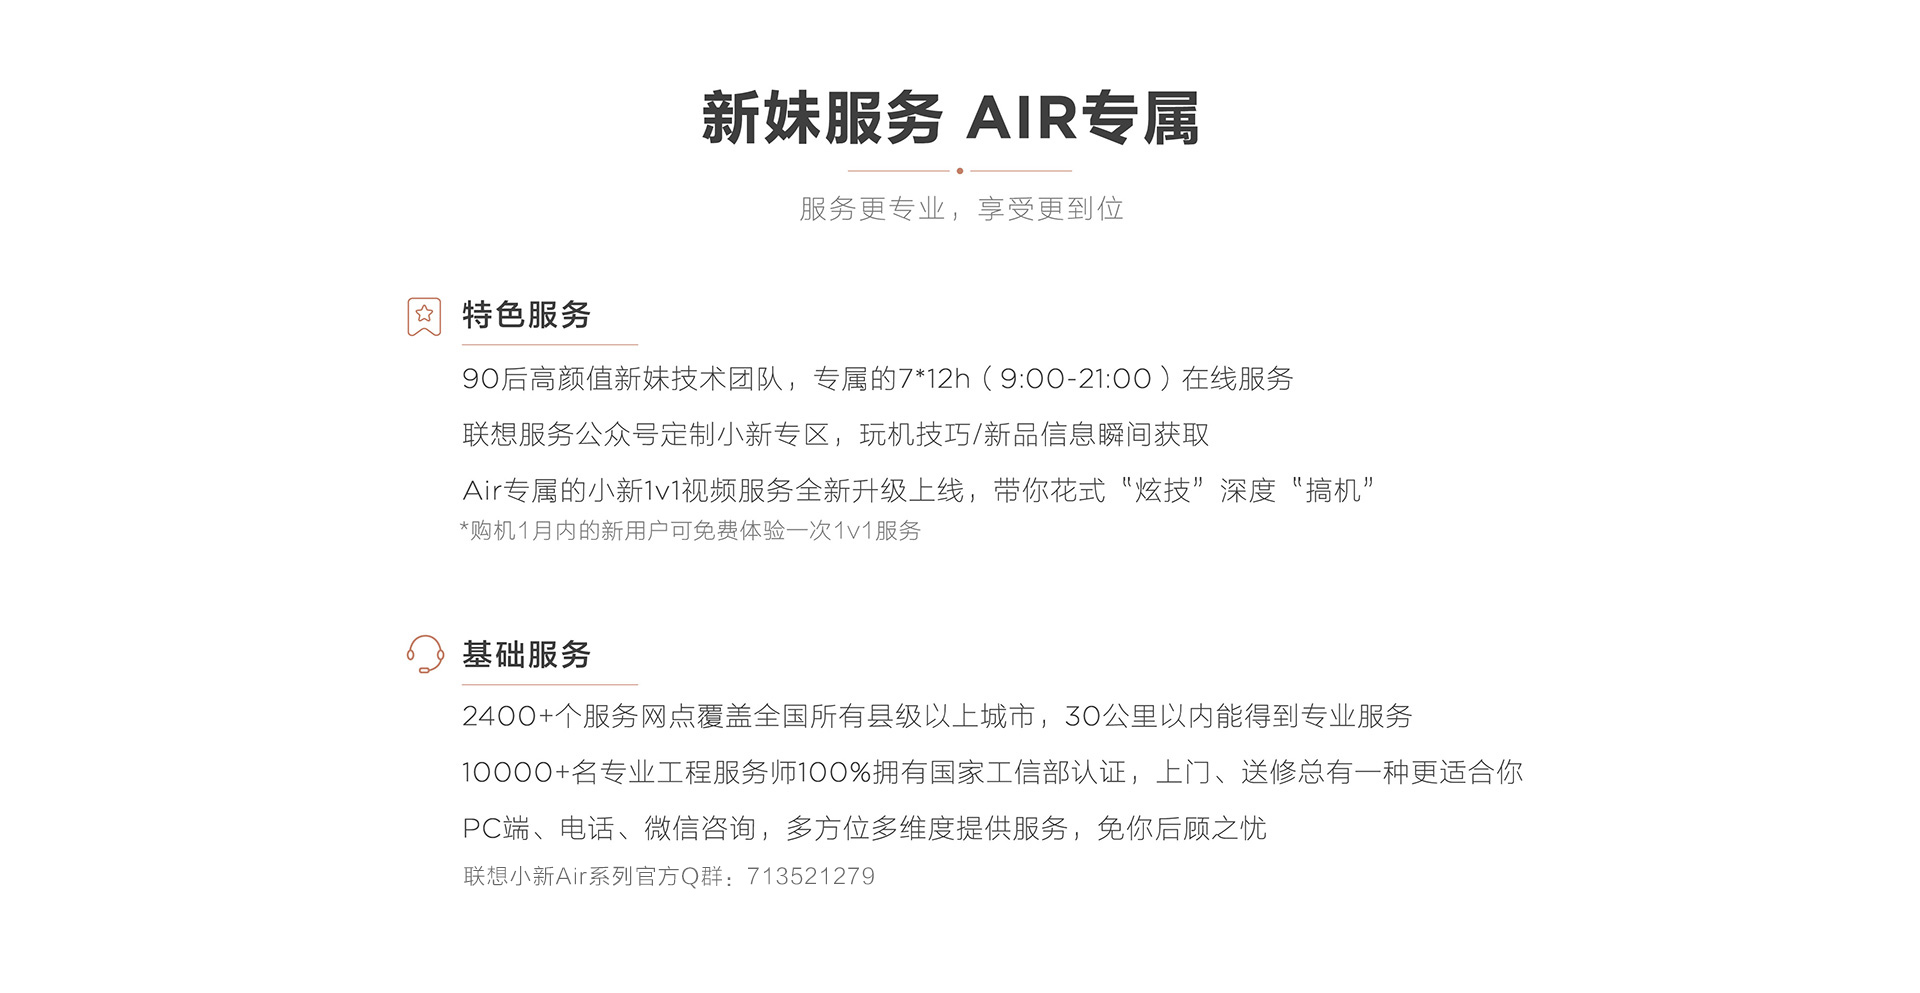 新妹服务 AIR专属
服务更专业，享受更到位
特色服务
90后高颜值新妹技术团队，专属的7*12h（9:00-21:00）在线服务
联想服务公众号定制小新专区，玩机技巧/新品信息瞬间获取
Air专属的小新1v1视频服务全新升级上线，带你花式“炫技”深度“搞机”
*购机1月内的新用户可免费体验一次1v1服务
基础服务
2400+个服务网点覆盖全国所有县级以上城市，30公里以内能得到专业服务
10000+名专业工程服务师100%拥有国家工信部认证，上门、送修总有一种更适合你
PC端、电话、微信咨询，多方位多维度提供服务，免你后顾之忧
联想小新Air系列官方Q群：713521279